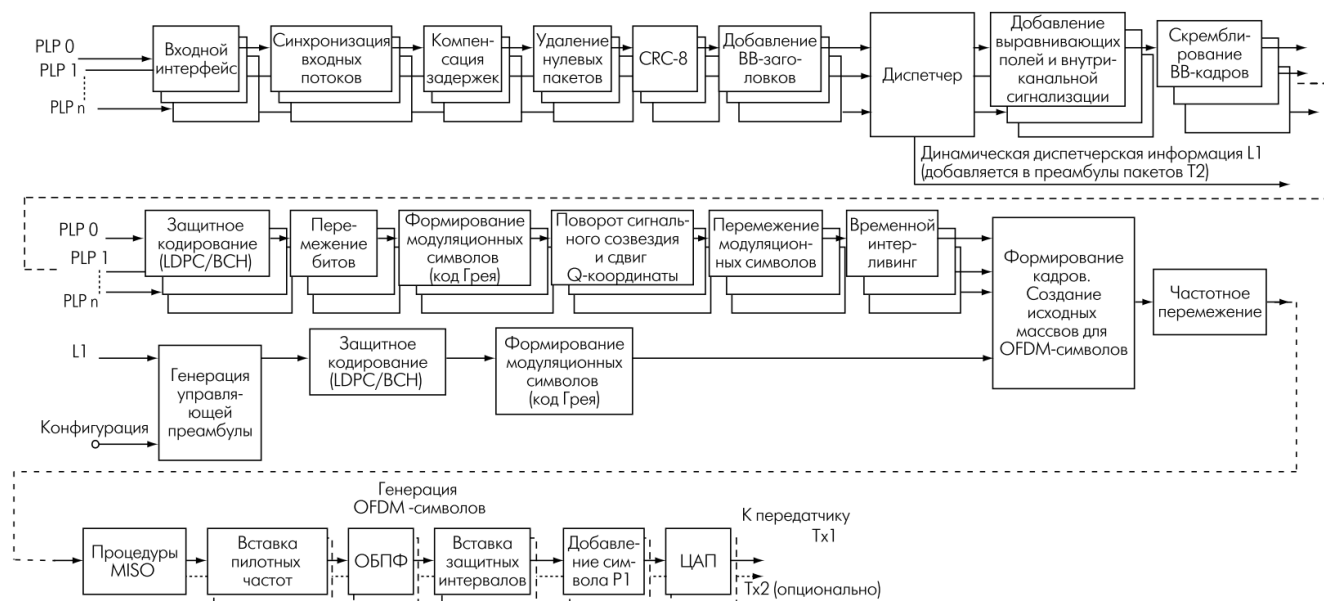 PLP 0
PLP 1
PLP n
Входной
интерфейс
Синхронизация
входных
потоков
Компен-
сация
задержек
Удаление
нулевых
пакетов
CRC-8
Добавление
BB-заго-
ловков
Диспетчер
Добавление
выравнивающих
полей и внутри-
канальной
сигнализации
Скрембли-
рование
BB-кадров
Динамическая диспетчерская информация L1
(добавляется в преамбулы пакетов T2)
PLP 0
PLP 1
PLP n
Защитное
кодирование
(LDPC/BCH)
Пере-
межение
битов
Формирование
модуляционных
символов
(код Грея)
Поворот сигналь-
ного созвездия
и сдвиг
Q-координаты
Перемежение
модуляцион-
ных символов
Временной
интер-
ливинг
Формирование
кадров.
Создание
исходных
массвов для
OFDM-символов
Частотное
перемежение
L1
Конфигурация
Генерация
управля-
ющей
преамбулы
Защитное
кодирование
(LDPC/BCH)
Формирование
модуляционных
символов
(код Грея)
Генерация
OFDM -символов
Процедуры
MISO
Вставка
пилотных
частот
ОБПФ
Вставка
защитных
интервалов
Добавле-
ние сим-
вола P1
ЦАП
К передатчику
Tx1
Tx2 (опционально)